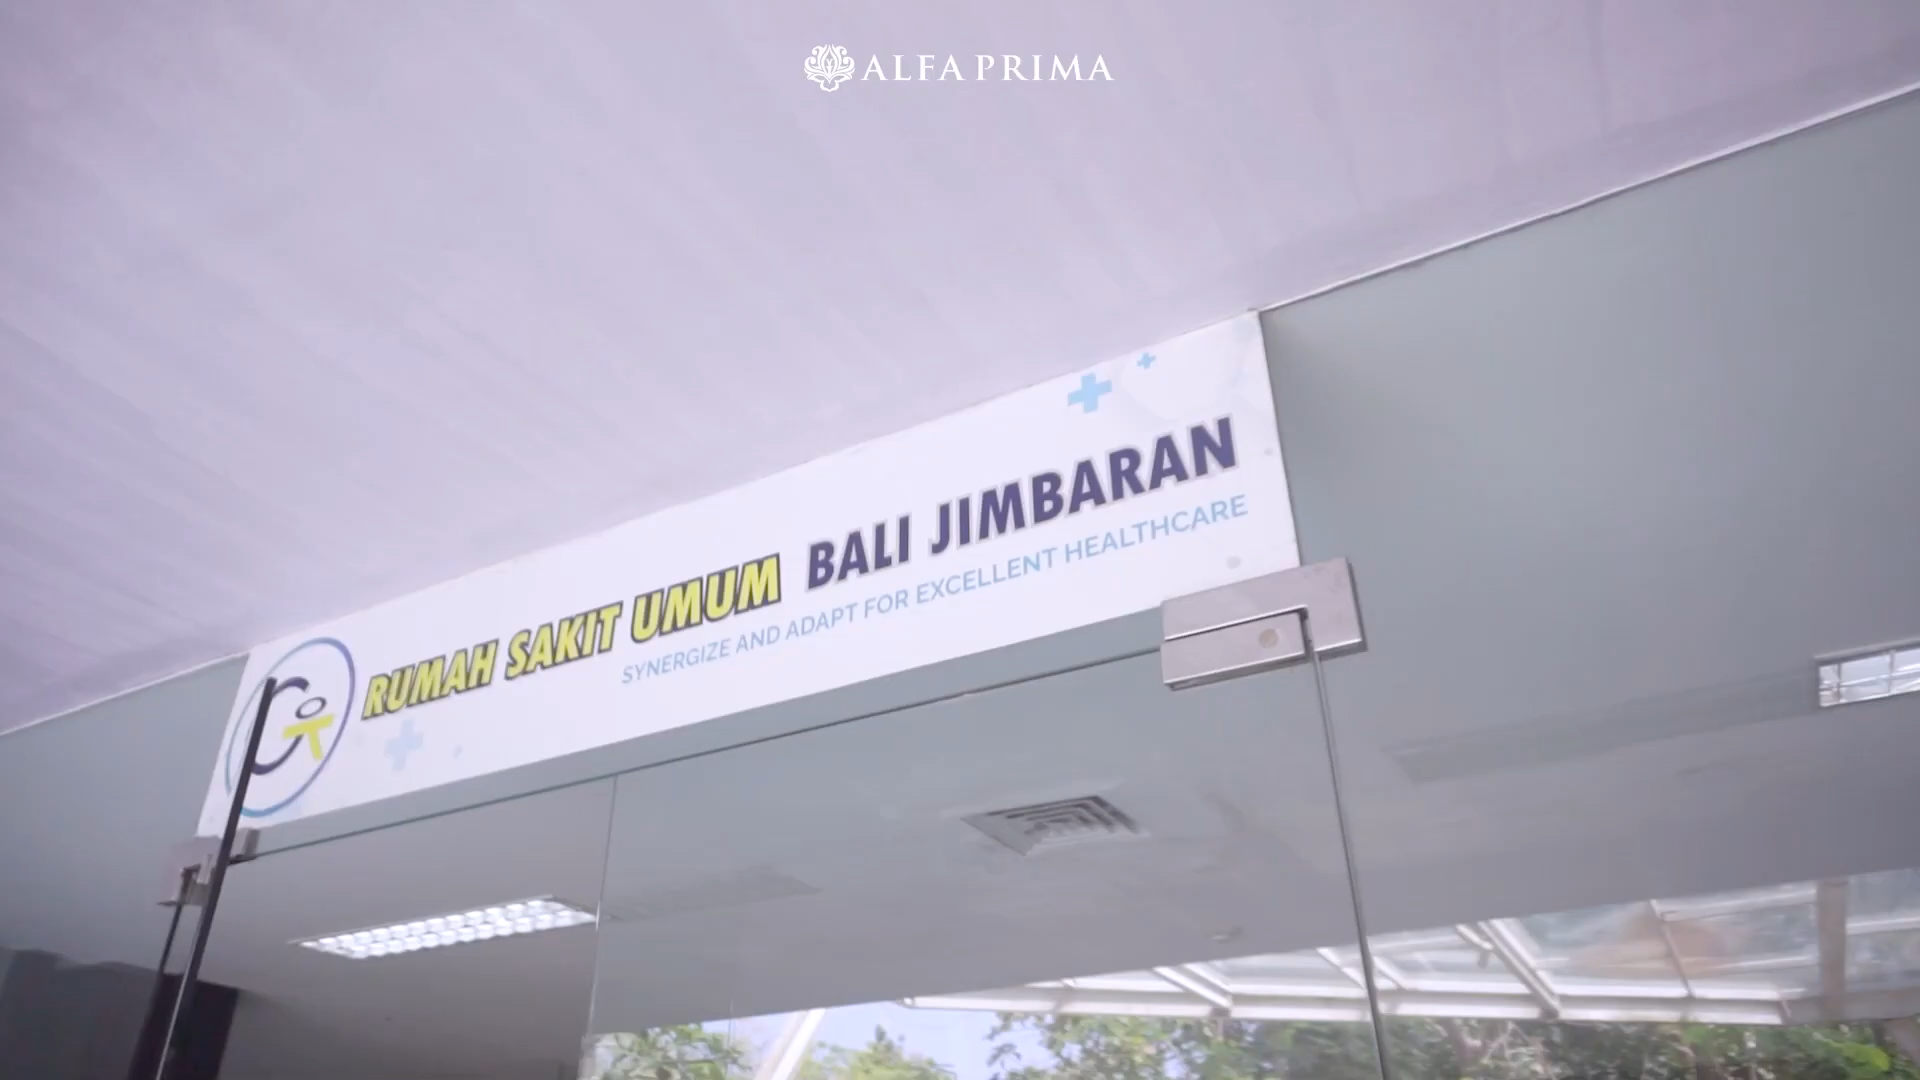 ALFA PRIMA
RUMAH SAKIT UMUM BALI JIMBARAN
SYNERGIZE AND ADAPT FOR EXCELLENT HEALTHCARE